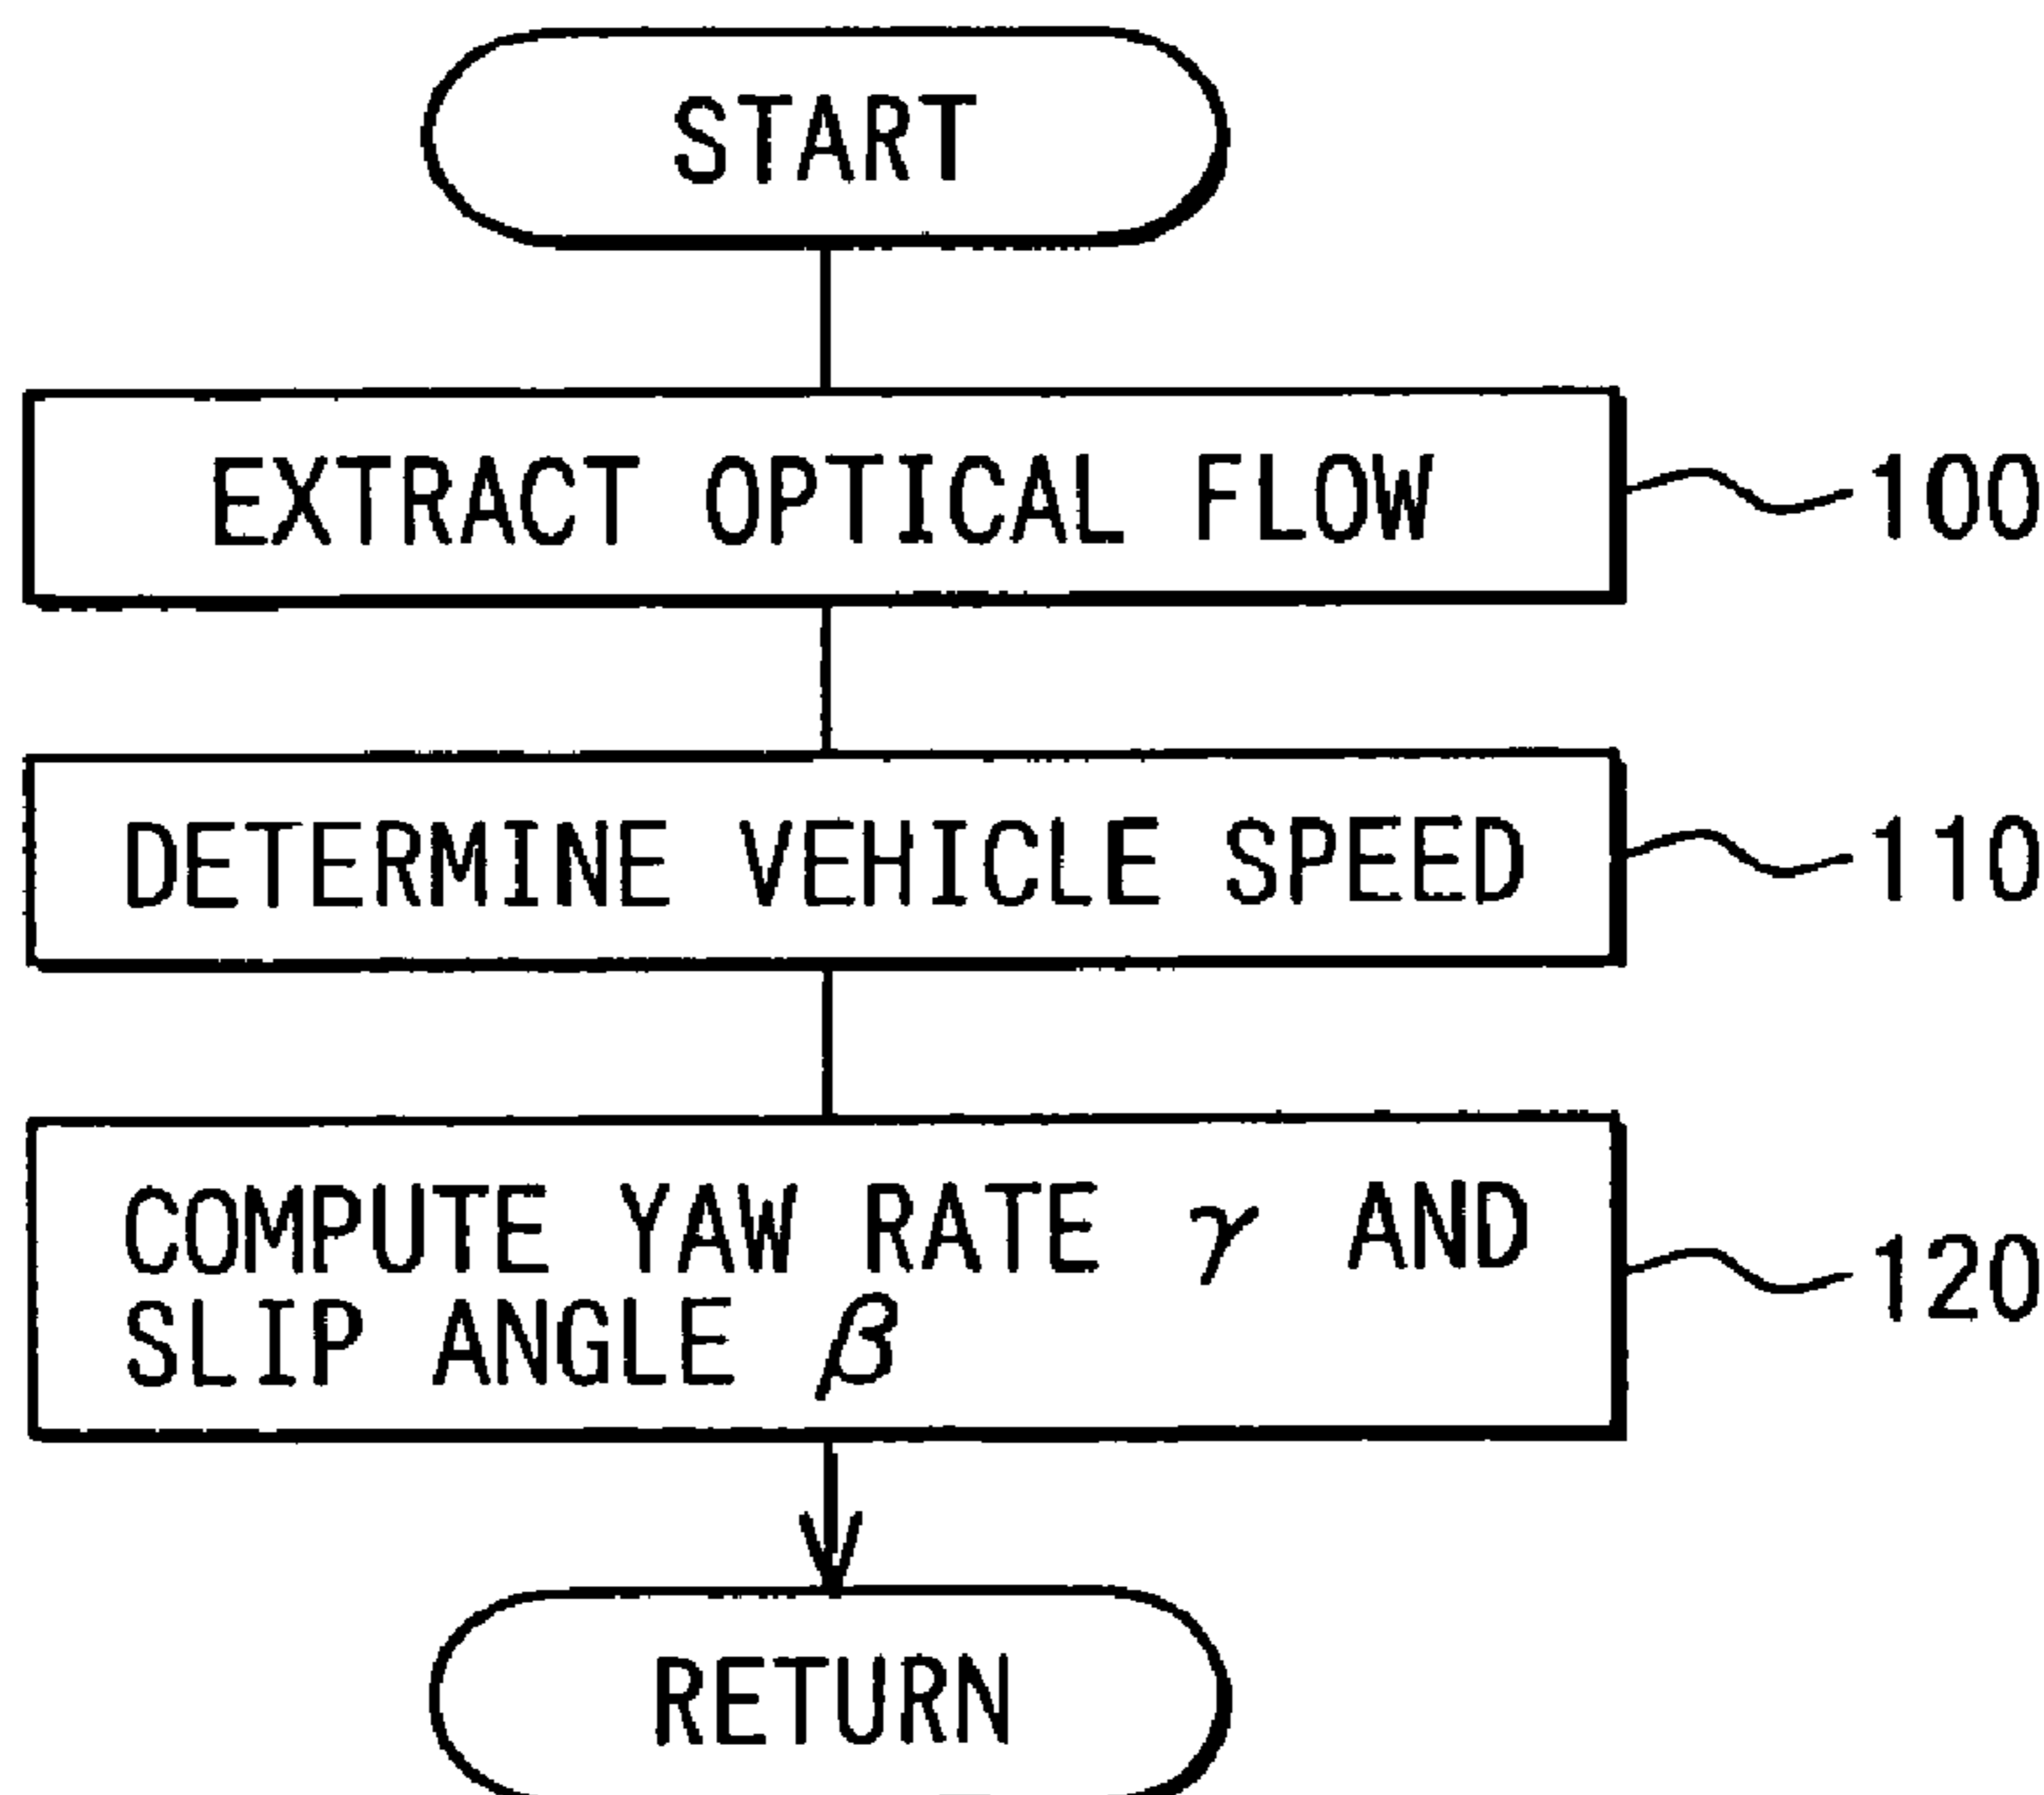 START
EXTRACT OPTICAL FLOW
100
DETERMINE VEHICLE SPEED
110
COMPUTE YAW RATE γ AND
SLIP ANGLE β
120
RETURN